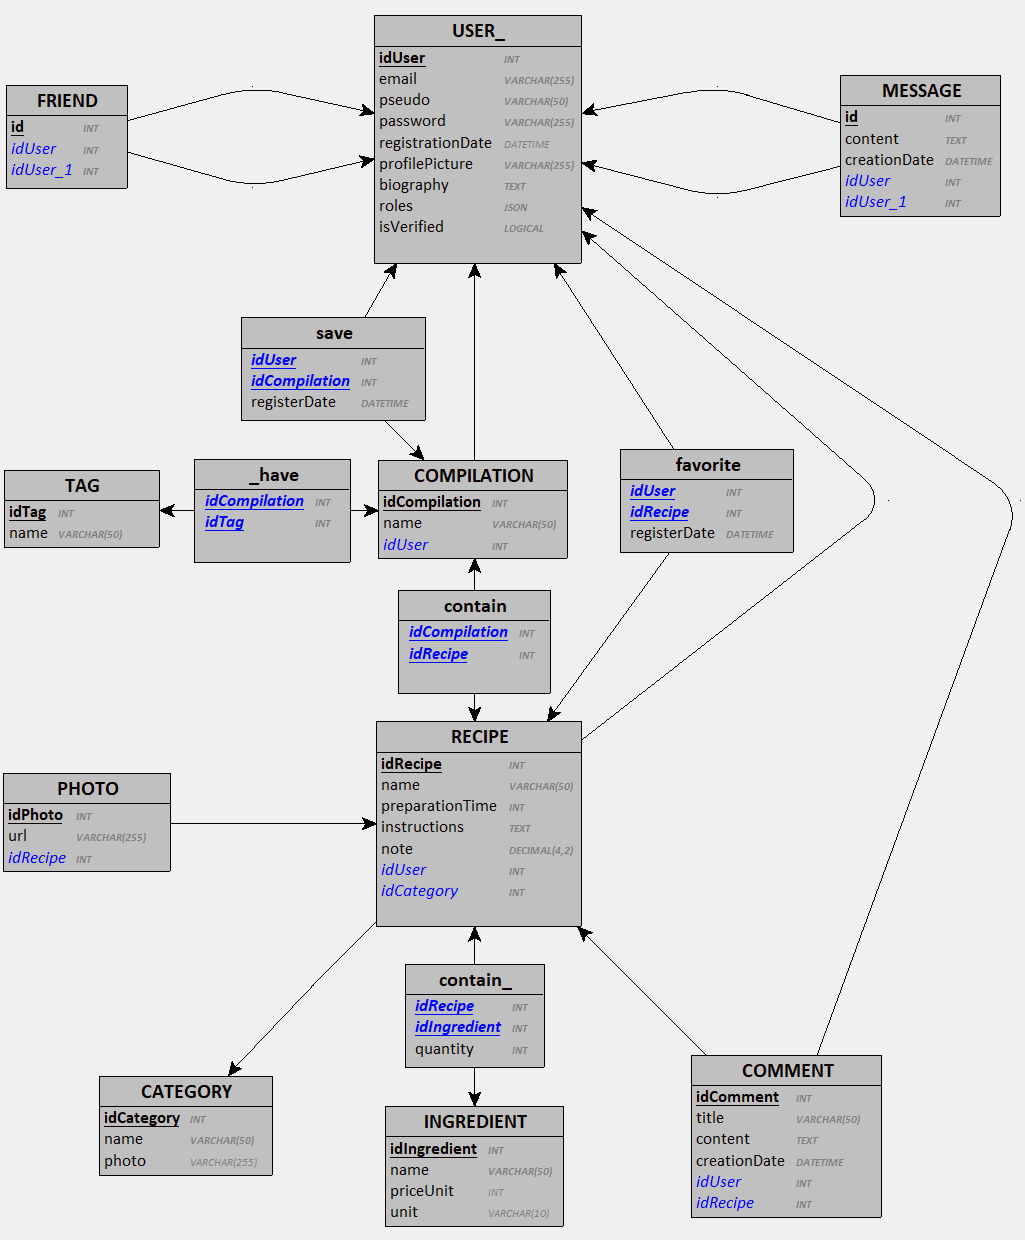 USER_
idUser INT
email VARCHAR(255)
pseudo VARCHAR(50)
password VARCHAR(255)
registrationDate DATETIME
profilePicture VARCHAR(255)
biography TEXT
roles JSON
isVerified LOGICAL
FRIEND
id INT
idUser INT
idUser_1 INT
MESSAGE
id INT
content TEXT
creationDate DATETIME
idUser INT
idUser_1 INT
save
idUser INT
idCompilation INT
registerDate DATETIME
TAG
idTag INT
name VARCHAR(50)
_have
idCompilation INT
idTag INT
COMPILATION
idCompilation INT
name VARCHAR(50)
idUser INT
favorite
idUser INT
idRecipe INT
registerDate DATETIME
contain
idCompilation INT
idRecipe INT
RECIPE
idRecipe INT
name VARCHAR(50)
preparationTime INT
instructions TEXT
note DECIMAL(4,2)
idUser INT
idCategory INT
PHOTO
idPhoto INT
url VARCHAR(255)
idRecipe INT
contain_
idRecipe INT
idIngredient INT
quantity INT
CATEGORY
idCategory INT
name VARCHAR(50)
photo VARCHAR(255)
INGREDIENT
idIngredient INT
name VARCHAR(50)
priceUnit INT
unit VARCHAR(10)
COMMENT
idComment INT
title VARCHAR(50)
content TEXT
creationDate DATETIME
idUser INT
idRecipe INT